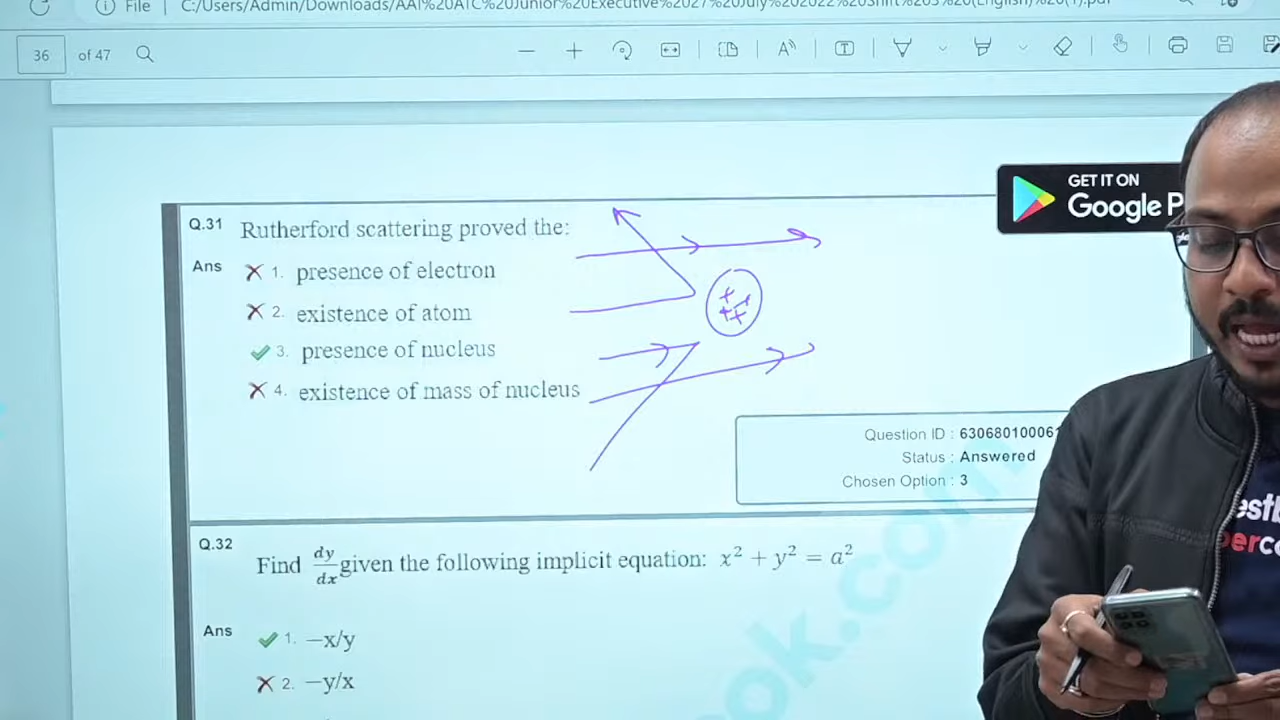 File | C:/Users/Admin/Downloads/AAI%20ATC%20Junior%20Executive%2027%20July%202022%20Shift%203%20(English)%20(1).pdf
36 of 47
Q.31 Rutherford scattering proved the:
Ans 1. presence of electron
2. existence of atom
3. presence of nucleus
4. existence of mass of nucleus
GET IT ON
Google P
Question ID : 63068010006
Status : Answered
Chosen Option : 3
Q.32 Find dy/dx given the following implicit equation: x² + y² = a²
Ans 1. –x/y
2. –y/x
ook.com